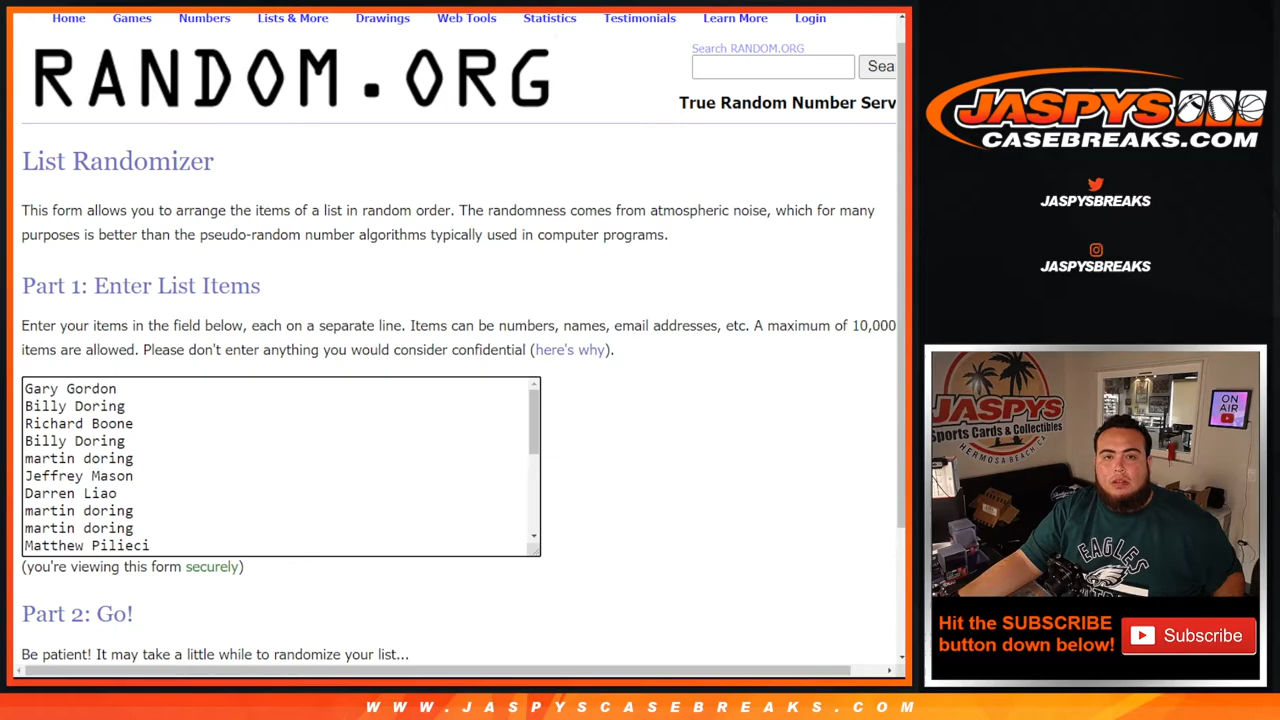 Home Games Numbers Lists & More Drawings Web Tools Statistics Testimonials Learn More Login
RANDOM.ORG
Search RANDOM.ORG
Sea
True Random Number Serv
List Randomizer
This form allows you to arrange the items of a list in random order. The randomness comes from atmospheric noise, which for many
purposes is better than the pseudo-random number algorithms typically used in computer programs.
Part 1: Enter List Items
Enter your items in the field below, each on a separate line. Items can be numbers, names, email addresses, etc. A maximum of 10,000
items are allowed. Please don't enter anything you would consider confidential (here's why).
Gary Gordon
Billy Doring
Richard Boone
Billy Doring
martin doring
Jeffrey Mason
Darren Liao
martin doring
martin doring
Matthew Pilieci
(you're viewing this form securely)
Part 2: Go!
Be patient! It may take a little while to randomize your list...
JASPYS
CASEBREAKS.COM
JASPYSBREAKS
JASPYSBREAKS
JASPYS
Sports Cards & Collectibles
HERMOSA BEACH CA
ON AIR
EAGLES
Hit the SUBSCRIBE
button down below!
Subscribe
WWW.JASPYSCASEBREAKS.COM